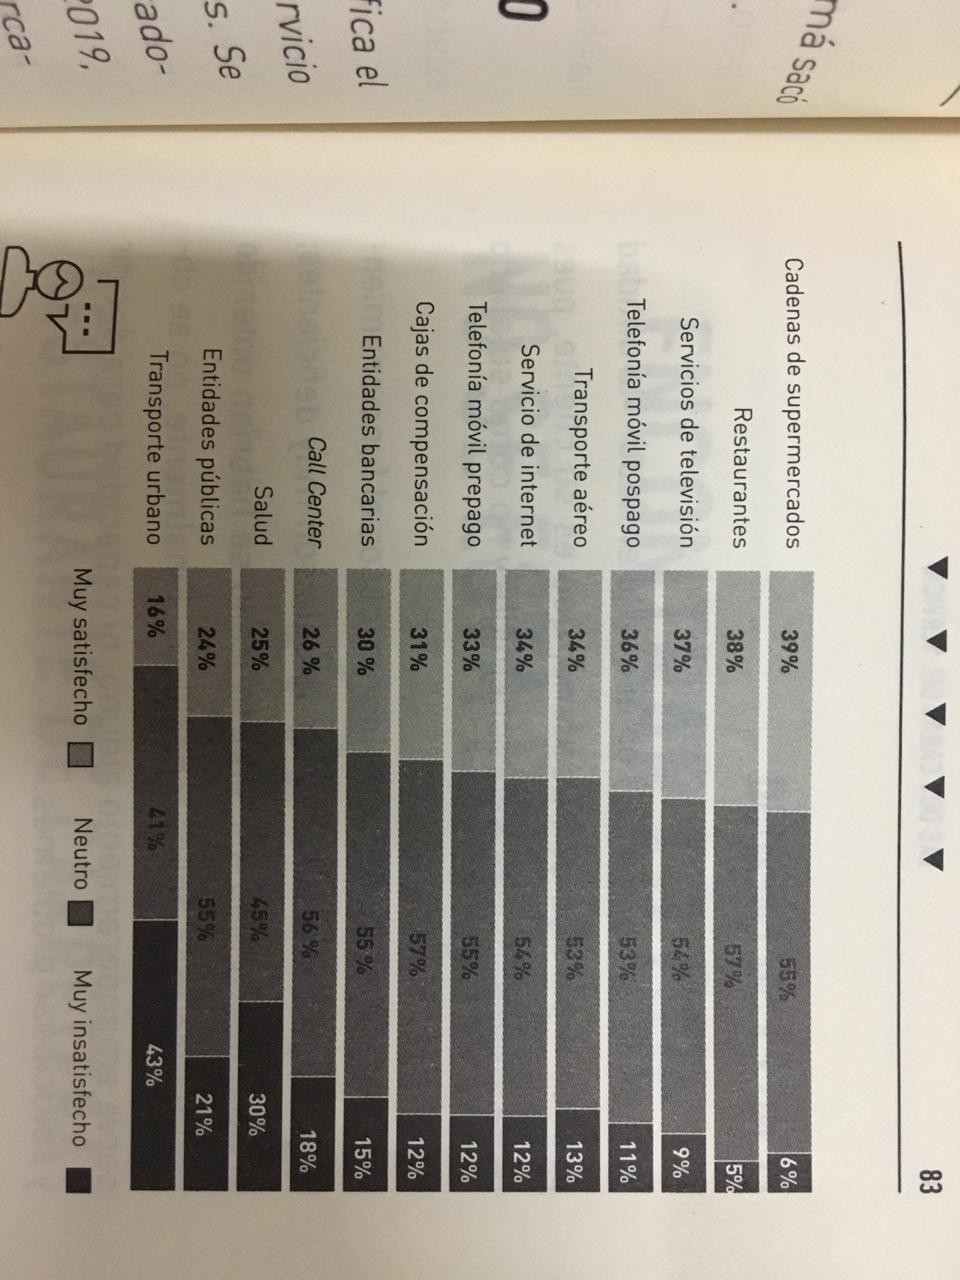 83
Cadenas de supermercados 39% 55% 6%
Restaurantes 38% 57% 5%
Servicios de televisión 37% 54% 9%
Telefonía móvil pospago 36% 53% 11%
Transporte aéreo 34% 53% 13%
Servicio de internet 34% 54% 12%
Telefonía móvil prepago 33% 55% 12%
Cajas de compensación 31% 57% 12%
Entidades bancarias 30 % 55 % 15%
Call Center 26 % 56 % 18%
Salud 25% 45% 30%
Entidades públicas 24% 55% 21%
Transporte urbano 16% 41% 43%
Muy satisfecho Neutro Muy insatisfecho
má sacó
0
fica el
rvicio
s. Se
ado-
2019,
rca-